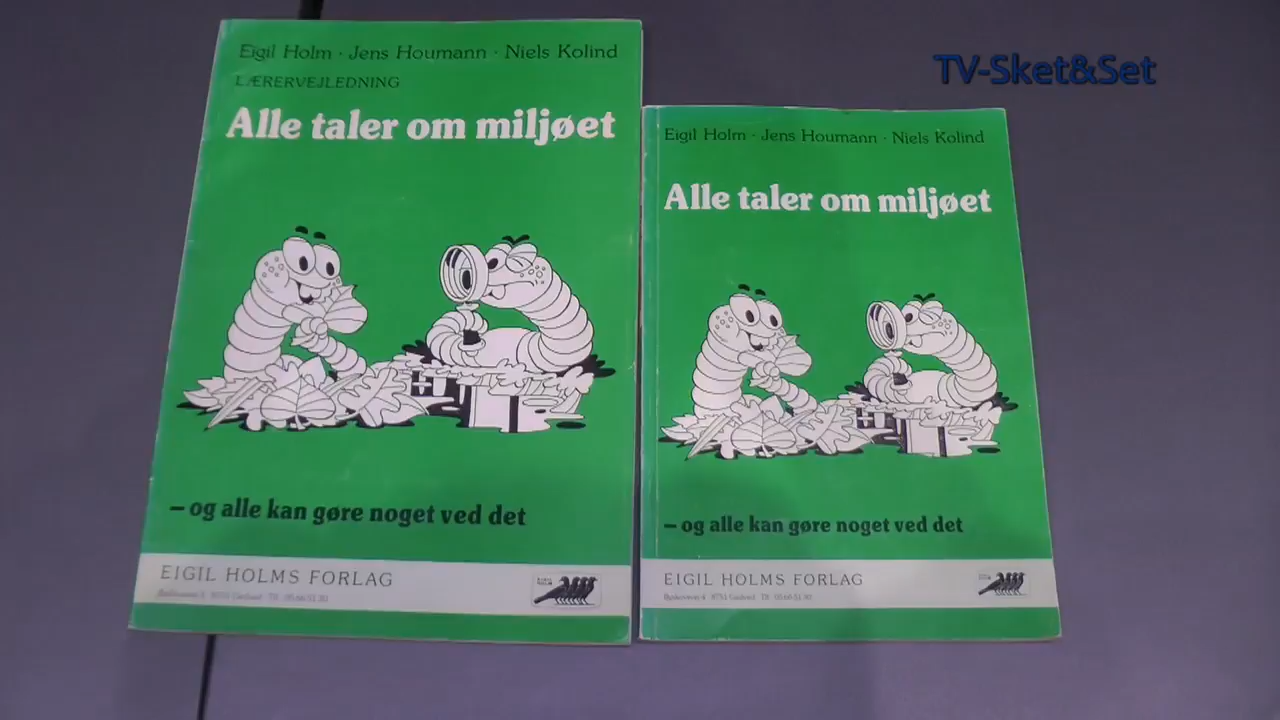 TV-Sket&Set
Eigil Holm · Jens Houmann · Niels Kolind
LÆRERVEJLEDNING
Alle taler om miljøet
– og alle kan gøre noget ved det
EIGIL HOLMS FORLAG
Eigil Holm · Jens Houmann · Niels Kolind
Alle taler om miljøet
– og alle kan gøre noget ved det
EIGIL HOLMS FORLAG